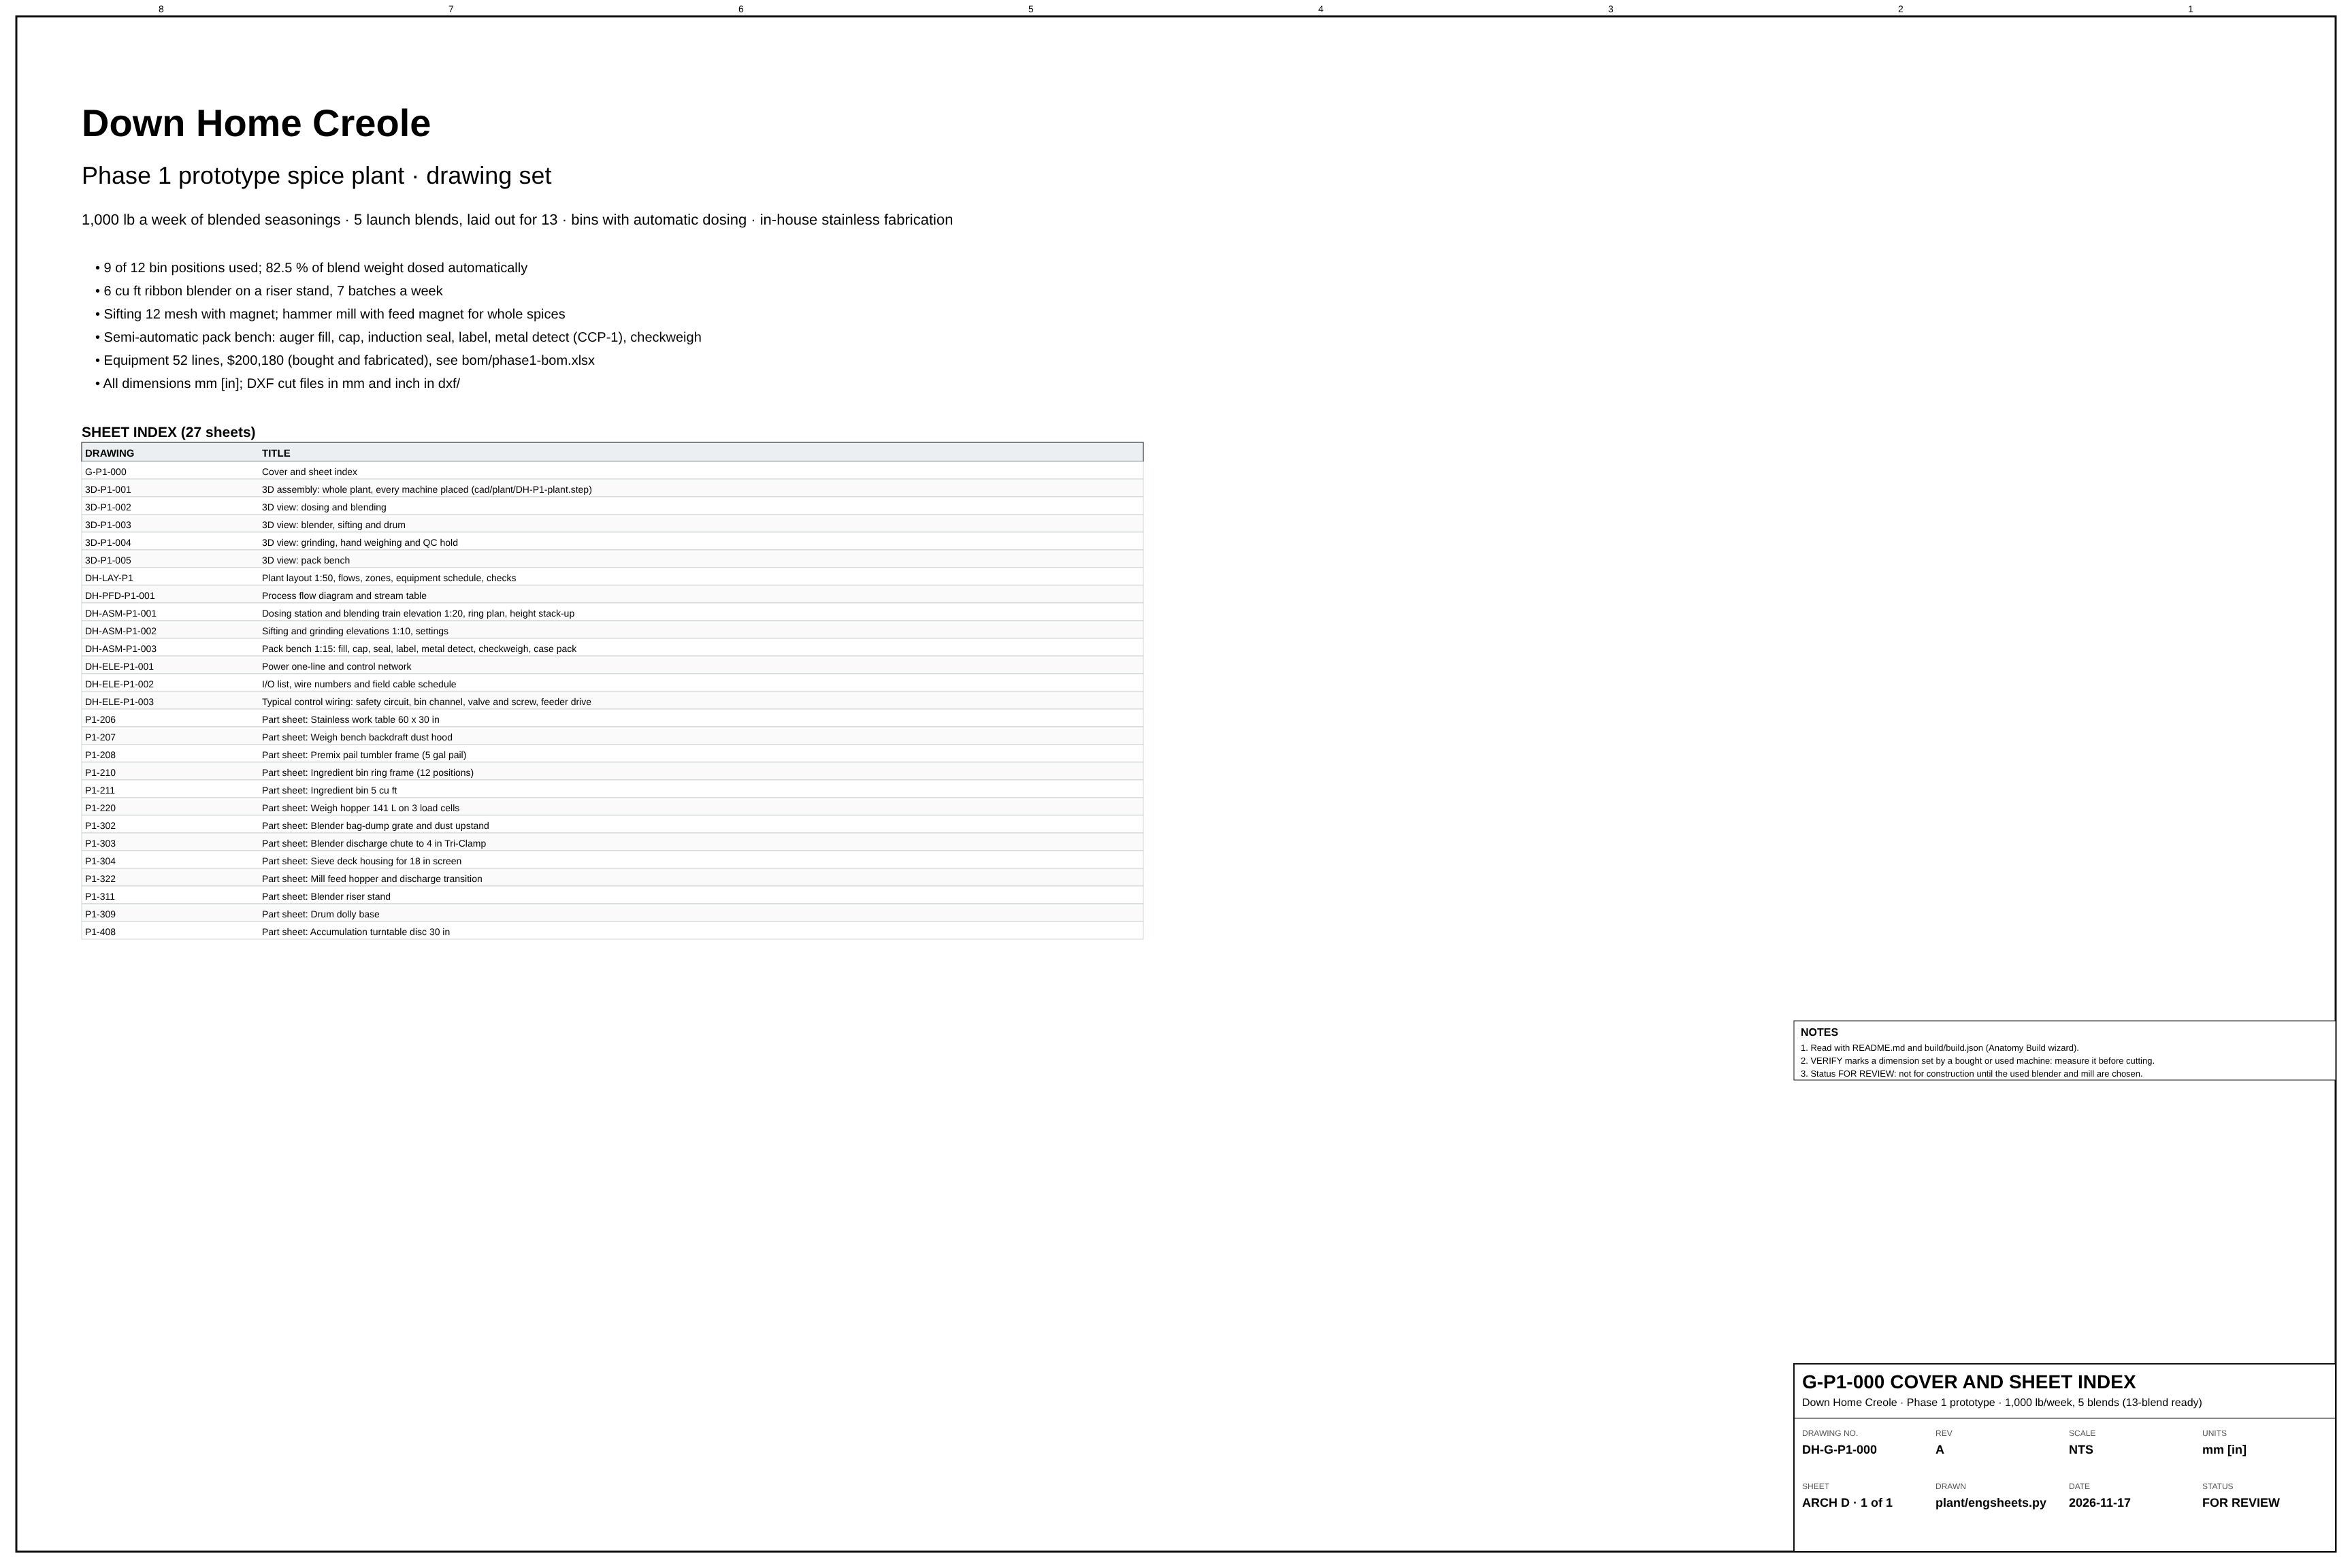 8 7 6 5 4 3 2 1
Down Home Creole
Phase 1 prototype spice plant · drawing set
1,000 lb a week of blended seasonings · 5 launch blends, laid out for 13 · bins with automatic dosing · in-house stainless fabrication
• 9 of 12 bin positions used; 82.5 % of blend weight dosed automatically
• 6 cu ft ribbon blender on a riser stand, 7 batches a week
• Sifting 12 mesh with magnet; hammer mill with feed magnet for whole spices
• Semi-automatic pack bench: auger fill, cap, induction seal, label, metal detect (CCP-1), checkweigh
• Equipment 52 lines, $200,180 (bought and fabricated), see bom/phase1-bom.xlsx
• All dimensions mm [in]; DXF cut files in mm and inch in dxf/
SHEET INDEX (27 sheets)
DRAWING TITLE
G-P1-000 Cover and sheet index
3D-P1-001 3D assembly: whole plant, every machine placed (cad/plant/DH-P1-plant.step)
3D-P1-002 3D view: dosing and blending
3D-P1-003 3D view: blender, sifting and drum
3D-P1-004 3D view: grinding, hand weighing and QC hold
3D-P1-005 3D view: pack bench
DH-LAY-P1 Plant layout 1:50, flows, zones, equipment schedule, checks
DH-PFD-P1-001 Process flow diagram and stream table
DH-ASM-P1-001 Dosing station and blending train elevation 1:20, ring plan, height stack-up
DH-ASM-P1-002 Sifting and grinding elevations 1:10, settings
DH-ASM-P1-003 Pack bench 1:15: fill, cap, seal, label, metal detect, checkweigh, case pack
DH-ELE-P1-001 Power one-line and control network
DH-ELE-P1-002 I/O list, wire numbers and field cable schedule
DH-ELE-P1-003 Typical control wiring: safety circuit, bin channel, valve and screw, feeder drive
P1-206 Part sheet: Stainless work table 60 x 30 in
P1-207 Part sheet: Weigh bench backdraft dust hood
P1-208 Part sheet: Premix pail tumbler frame (5 gal pail)
P1-210 Part sheet: Ingredient bin ring frame (12 positions)
P1-211 Part sheet: Ingredient bin 5 cu ft
P1-220 Part sheet: Weigh hopper 141 L on 3 load cells
P1-302 Part sheet: Blender bag-dump grate and dust upstand
P1-303 Part sheet: Blender discharge chute to 4 in Tri-Clamp
P1-304 Part sheet: Sieve deck housing for 18 in screen
P1-322 Part sheet: Mill feed hopper and discharge transition
P1-311 Part sheet: Blender riser stand
P1-309 Part sheet: Drum dolly base
P1-408 Part sheet: Accumulation turntable disc 30 in
NOTES
1. Read with README.md and build/build.json (Anatomy Build wizard).
2. VERIFY marks a dimension set by a bought or used machine: measure it before cutting.
3. Status FOR REVIEW: not for construction until the used blender and mill are chosen.
G-P1-000 COVER AND SHEET INDEX
Down Home Creole · Phase 1 prototype · 1,000 lb/week, 5 blends (13-blend ready)
DRAWING NO. REV SCALE UNITS
DH-G-P1-000 A NTS mm [in]
SHEET DRAWN DATE STATUS
ARCH D · 1 of 1 plant/engsheets.py 2026-11-17 FOR REVIEW